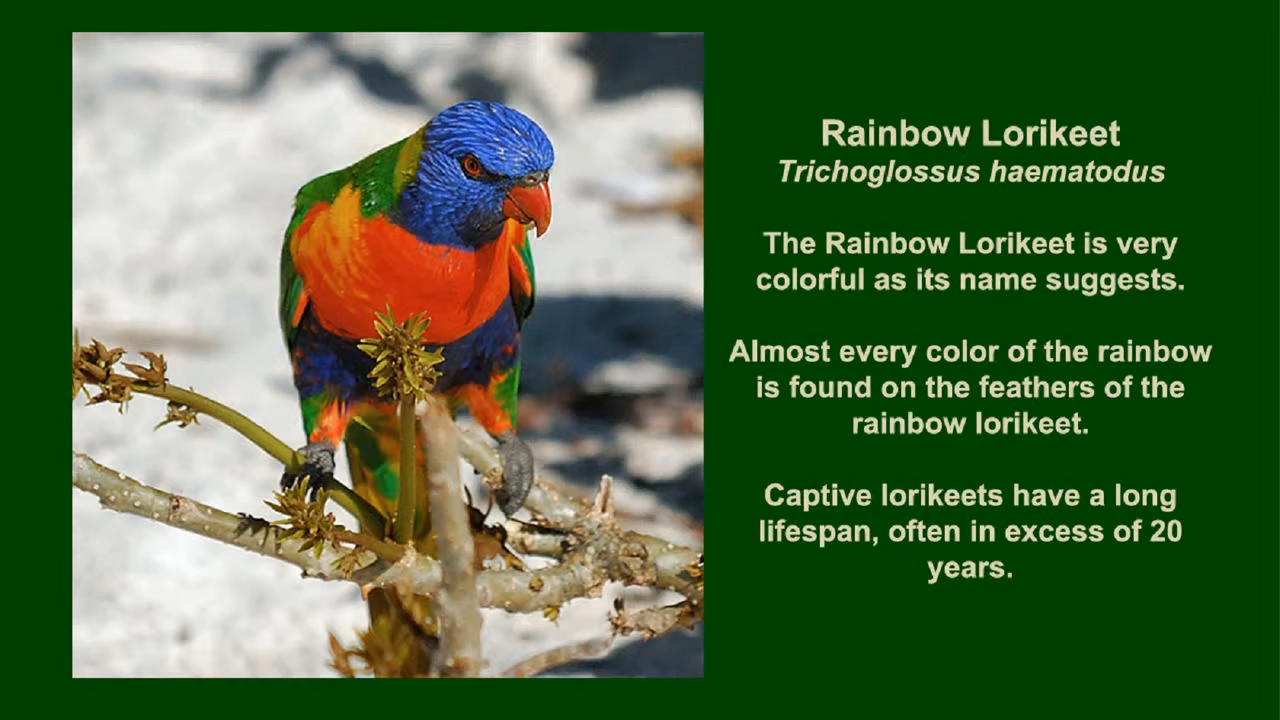 Rainbow Lorikeet
Trichoglossus haematodus
The Rainbow Lorikeet is very
colorful as its name suggests.
Almost every color of the rainbow
is found on the feathers of the
rainbow lorikeet.
Captive lorikeets have a long
lifespan, often in excess of 20
years.